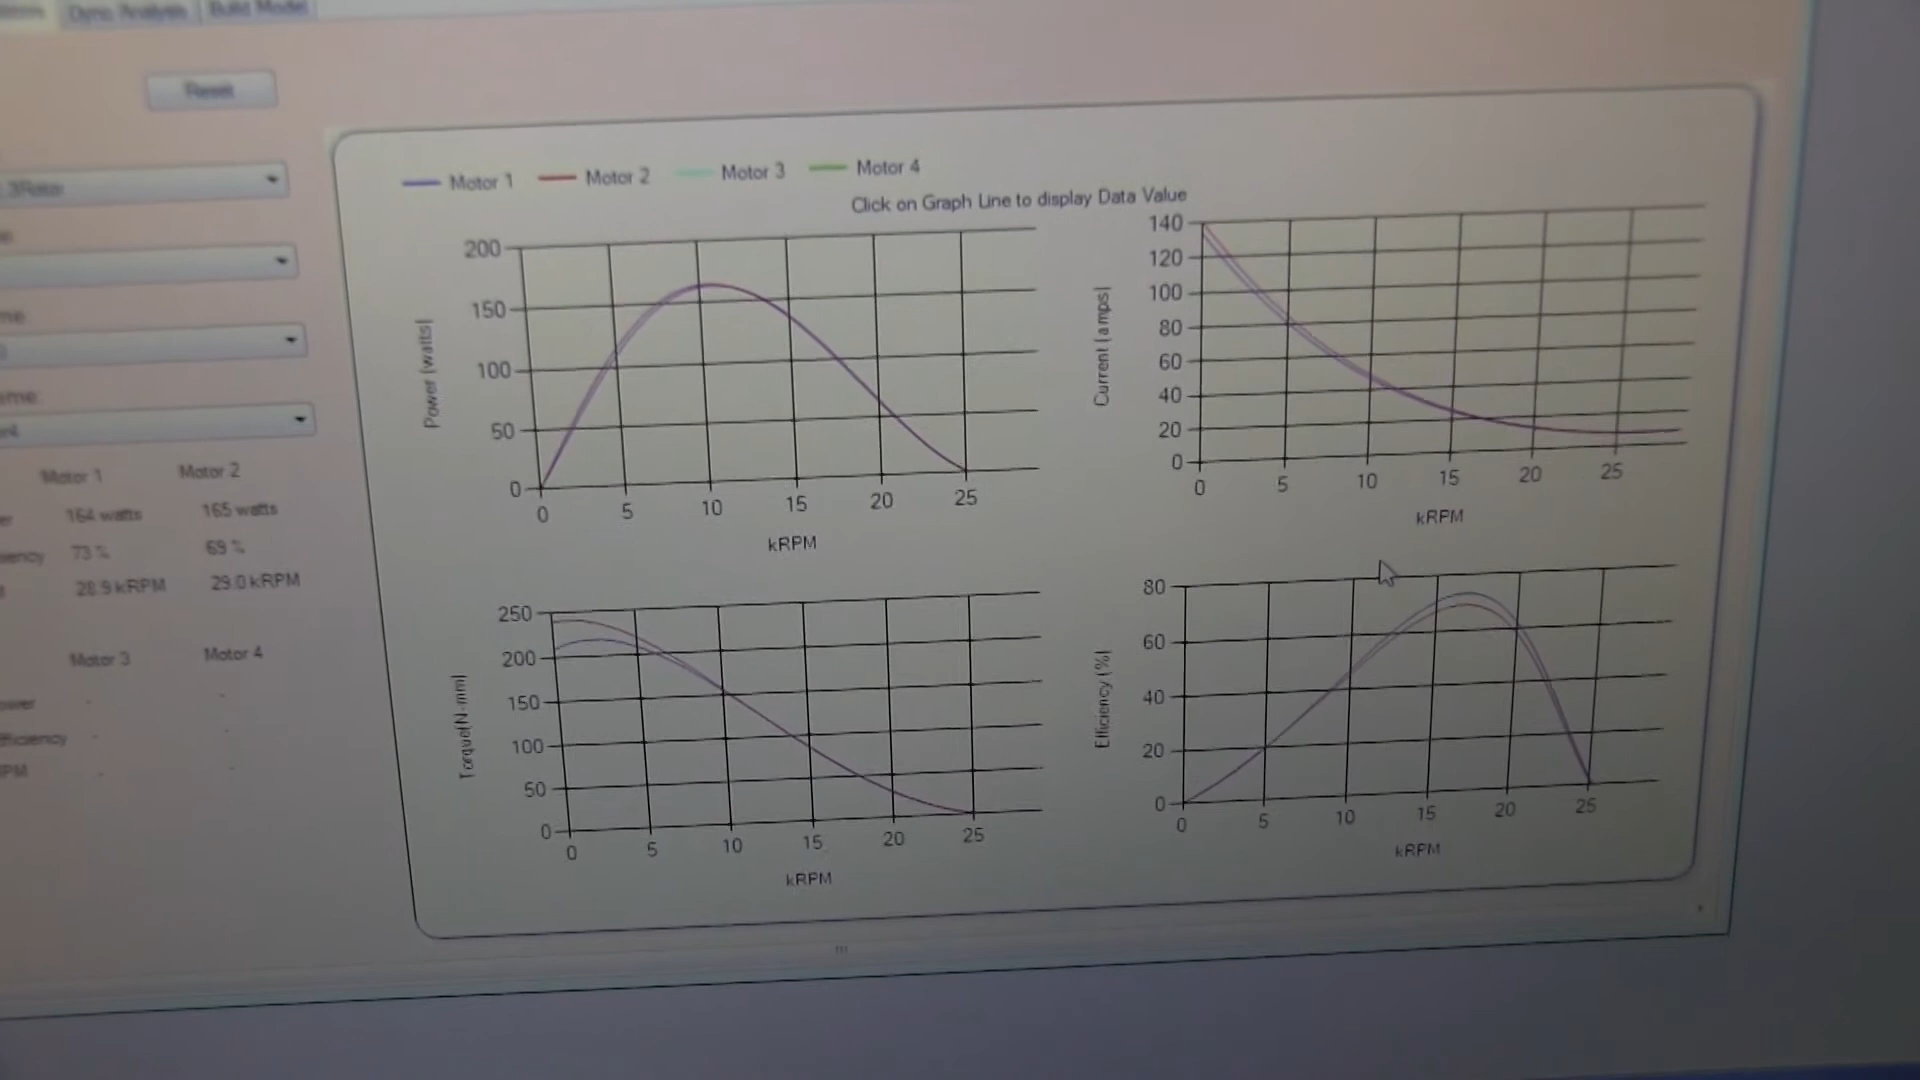 Dyno Analysis Build Model
Reset
Motor 1 Motor 2 Motor 3 Motor 4
Click on Graph Line to display Data Value
200
150
100
50
0
0 5 10 15 20 25
Power (watts)
kRPM
140
120
100
80
60
40
20
0
0 5 10 15 20 25
Current (amps)
kRPM
250
200
150
100
50
0
0 5 10 15 20 25
Torque(N-mm)
kRPM
80
60
40
20
0
0 5 10 15 20 25
Efficiency (%)
kRPM
Motor 1 Motor 2
164 watts 165 watts
73 % 69 %
28.9 kRPM 29.0 kRPM
Motor 3 Motor 4